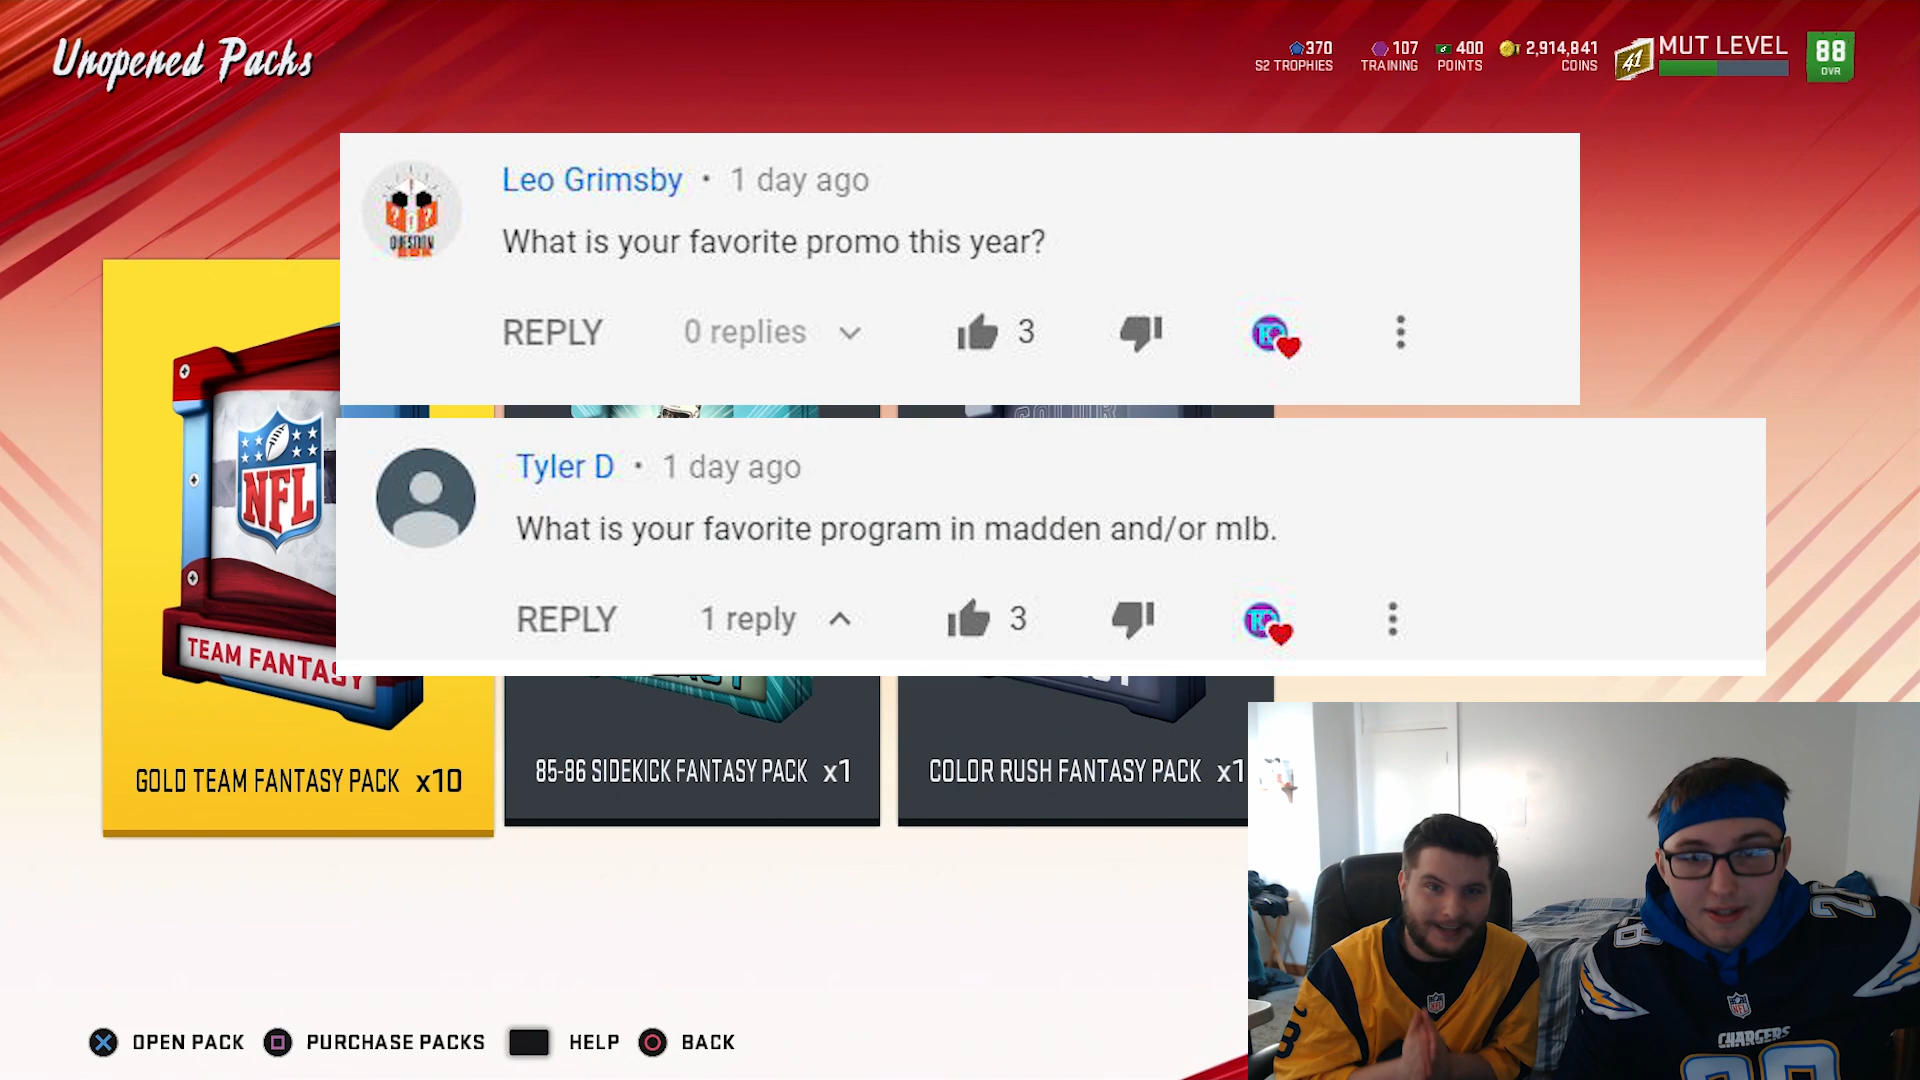 Unopened Packs
370
S2 TROPHIES
107
TRAINING
400
POINTS
2,914,841
COINS
41
MUT LEVEL
88
OVR
Leo Grimsby • 1 day ago
QUESTION
What is your favorite promo this year?
REPLY 0 replies 3
COLOR
Tyler D • 1 day ago
NFL
What is your favorite program in madden and/or mlb.
REPLY 1 reply 3
TEAM FANTASY
GOLD TEAM FANTASY PACK x10
85-86 SIDEKICK FANTASY PACK x1
COLOR RUSH FANTASY PACK x1
28
NFL
CHARGERS
OPEN PACK PURCHASE PACKS HELP BACK